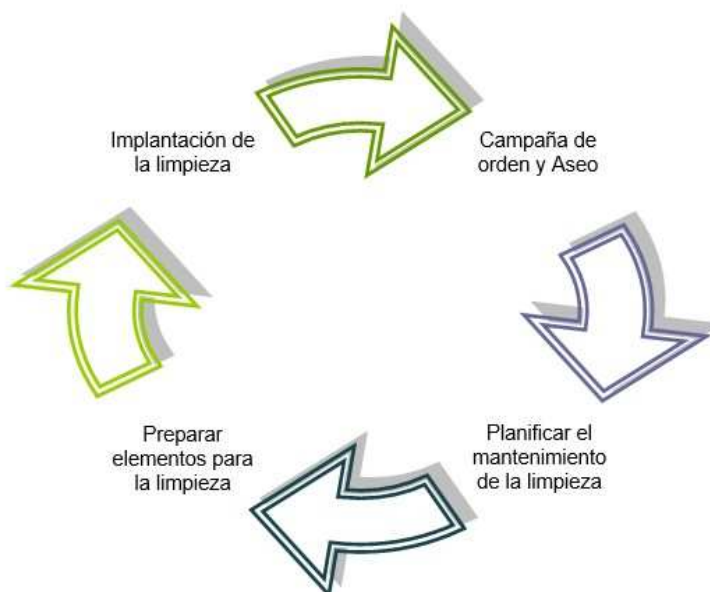 Implantación de
la limpieza
Campaña de
orden y Aseo
Preparar
elementos para
la limpieza
Planificar el
mantenimiento
de la limpieza